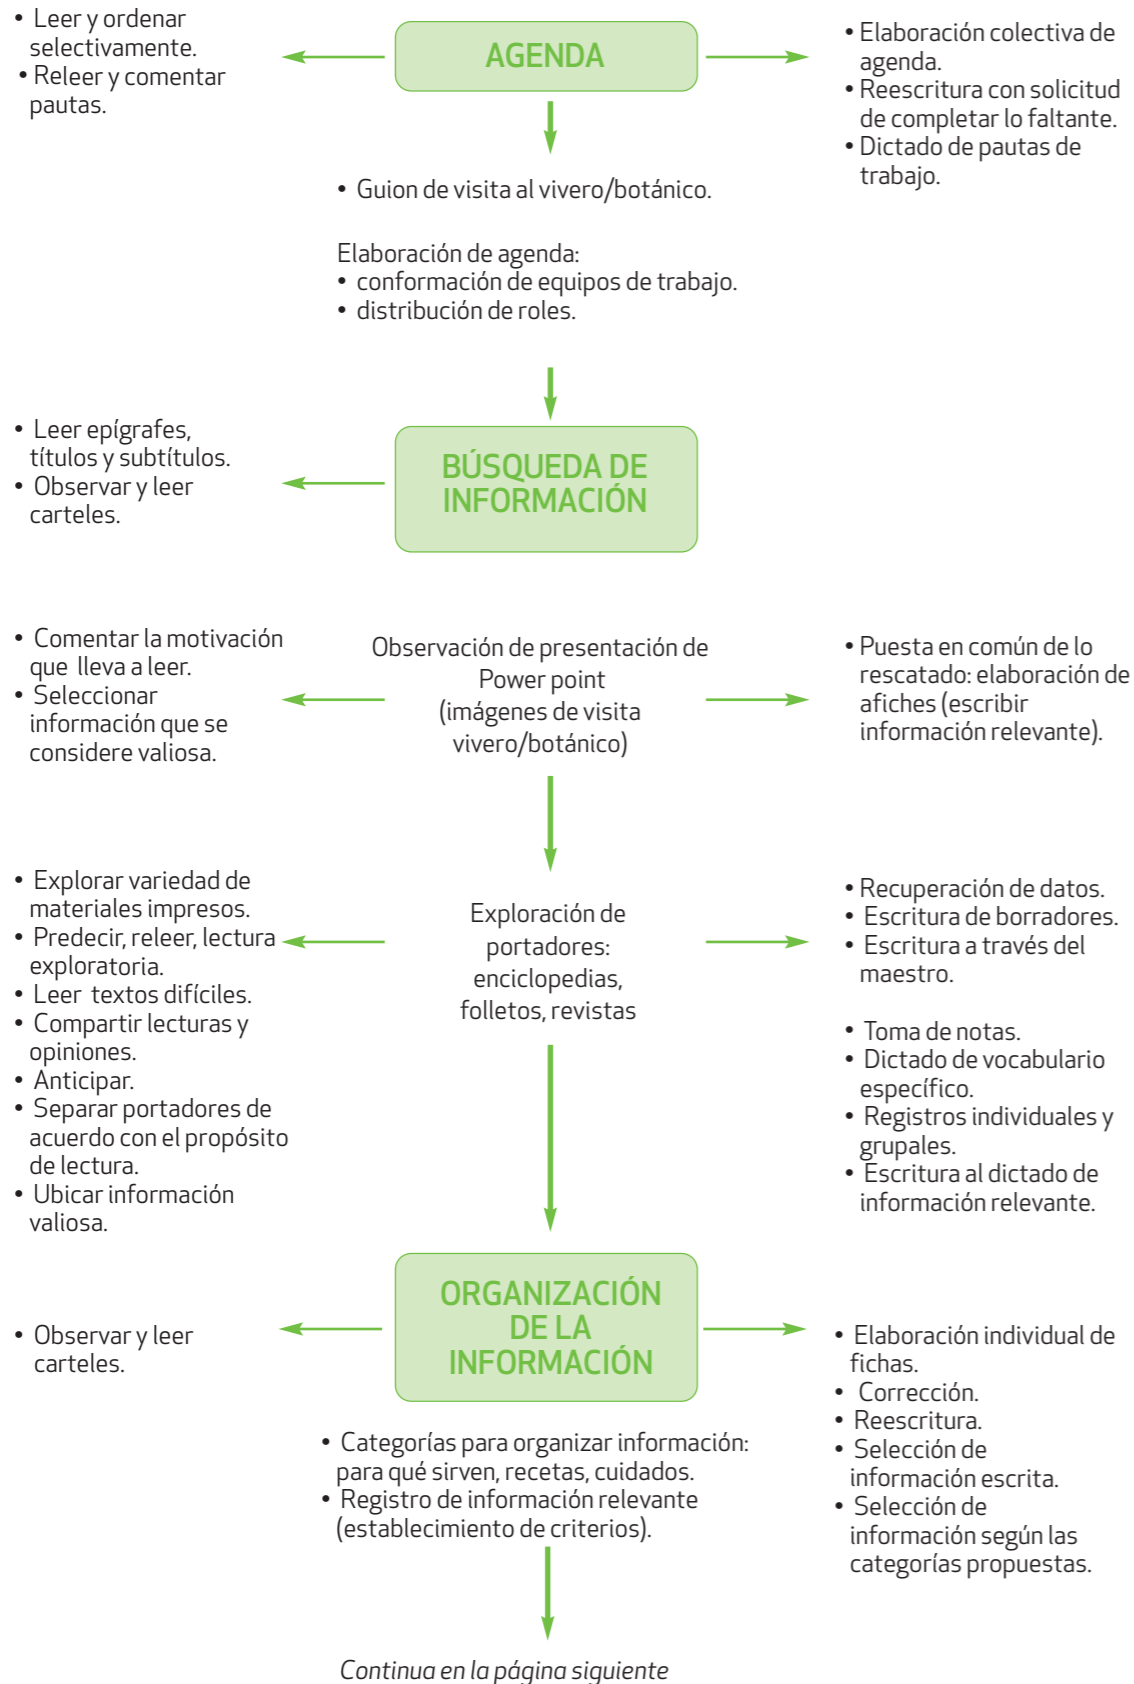 • Leer y ordenar
selectivamente.
• Releer y comentar
pautas.
AGENDA
• Elaboración colectiva de
agenda.
• Reescritura con solicitud
de completar lo faltante.
• Dictado de pautas de
trabajo.
• Guion de visita al vivero/botánico.
Elaboración de agenda:
• conformación de equipos de trabajo.
• distribución de roles.
• Leer epígrafes,
títulos y subtítulos.
• Observar y leer
carteles.
BÚSQUEDA DE
INFORMACIÓN
• Comentar la motivación
que lleva a leer.
• Seleccionar
información que se
considere valiosa.
Observación de presentación de
Power point
(imágenes de visita
vivero/botánico)
• Puesta en común de lo
rescatado: elaboración de
afiches (escribir
información relevante).
• Explorar variedad de
materiales impresos.
• Predecir, releer, lectura
exploratoria.
• Leer textos difíciles.
• Compartir lecturas y
opiniones.
• Anticipar.
• Separar portadores de
acuerdo con el propósito
de lectura.
• Ubicar información
valiosa.
Exploración de
portadores:
enciclopedias,
folletos, revistas
• Recuperación de datos.
• Escritura de borradores.
• Escritura a través del
maestro.
• Toma de notas.
• Dictado de vocabulario
específico.
• Registros individuales y
grupales.
• Escritura al dictado de
información relevante.
• Observar y leer
carteles.
ORGANIZACIÓN
DE LA
INFORMACIÓN
• Elaboración individual de
fichas.
• Corrección.
• Reescritura.
• Selección de
información escrita.
• Selección de
información según las
categorías propuestas.
• Categorías para organizar información:
para qué sirven, recetas, cuidados.
• Registro de información relevante
(establecimiento de criterios).
Continua en la página siguiente